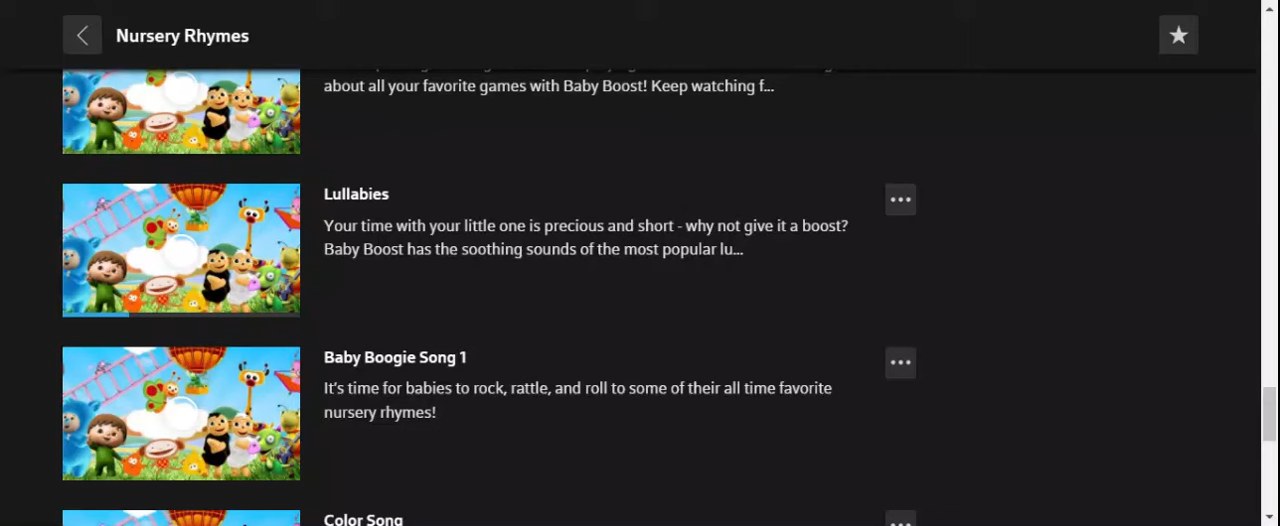 Nursery Rhymes
about all your favorite games with Baby Boost! Keep watching f...
Lullabies
Your time with your little one is precious and short - why not give it a boost?
Baby Boost has the soothing sounds of the most popular lu...
Baby Boogie Song 1
It's time for babies to rock, rattle, and roll to some of their all time favorite
nursery rhymes!
Color Song